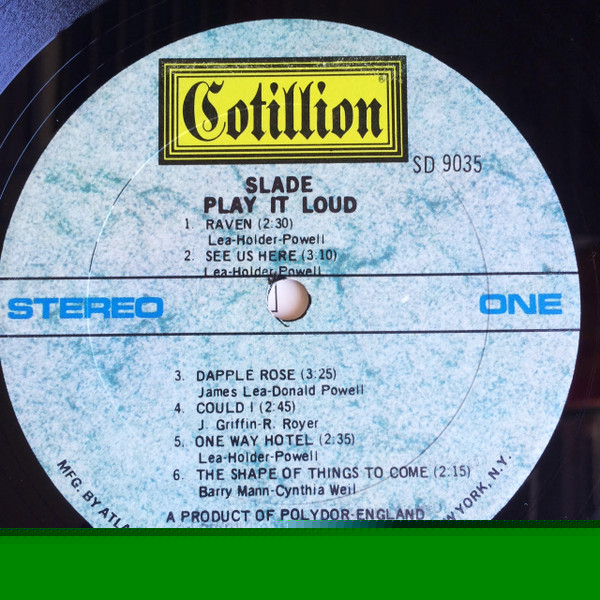 Cotillion®
SD 9035
SLADE
PLAY IT LOUD
1. RAVEN (2:30)
Lea-Holder-Powell
2. SEE US HERE (3.10)
Lea-Holder-Powell
STEREO
ONE
3. DAPPLE ROSE (3:25)
James Lea-Donald Powell
4. COULD I (2:45)
J. Griffin-R. Royer
5. ONE WAY HOTEL (2:35)
Lea-Holder-Powell
6. THE SHAPE OF THINGS TO COME (2:15)
Barry Mann-Cynthia Weil
A PRODUCT OF POLYDOR-ENGLAND
MFG. BY
YORK, N.Y.